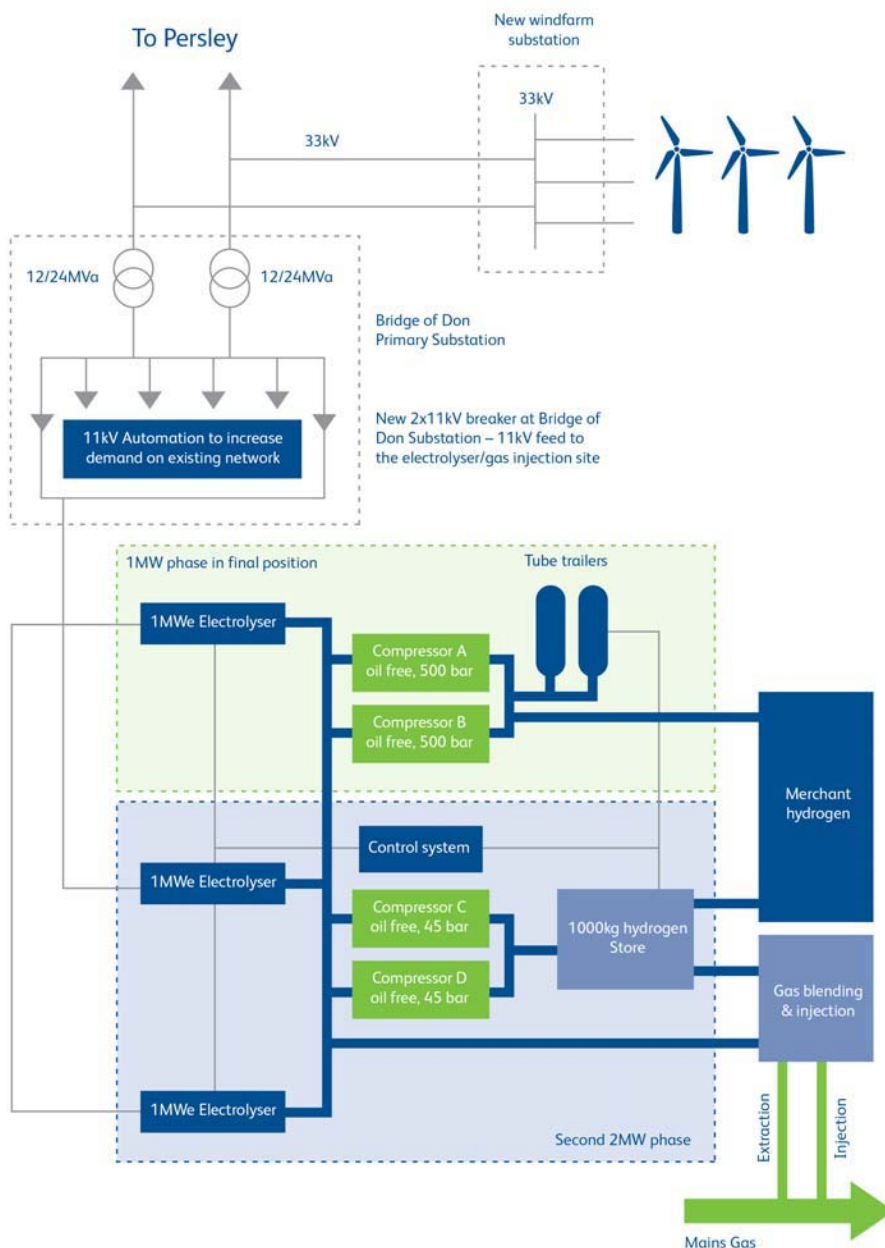 To Persley
New windfarm
substation
33kV
33kV
12/24MVa
12/24MVa
Bridge of Don
Primary Substation
New 2x11kV breaker at Bridge of
Don Substation – 11kV feed to
the electrolyser/gas injection site
11kV Automation to increase
demand on existing network
1MW phase in final position
Tube trailers
1MWe Electrolyser
Compressor A
oil free, 500 bar
Compressor B
oil free, 500 bar
Merchant
hydrogen
Control system
1MWe Electrolyser
Compressor C
oil free, 45 bar
1000kg hydrogen
Store
Compressor D
oil free, 45 bar
Gas blending
& injection
1MWe Electrolyser
Second 2MW phase
Extraction
Injection
Mains Gas